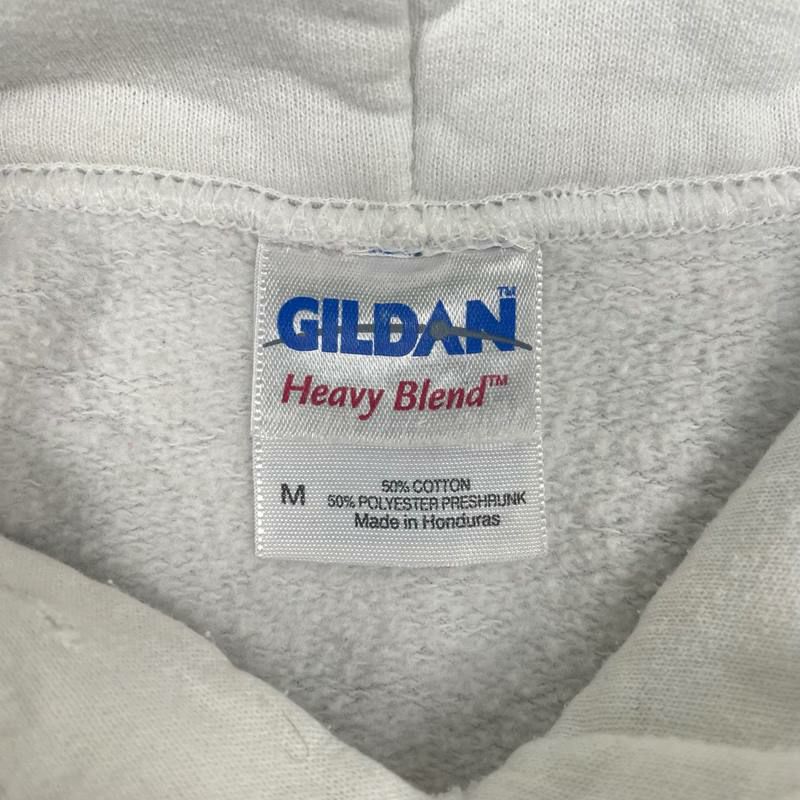 GILDAN™
Heavy Blend™
M
50% COTTON
50% POLYESTER PRESHRUNK
Made in Honduras